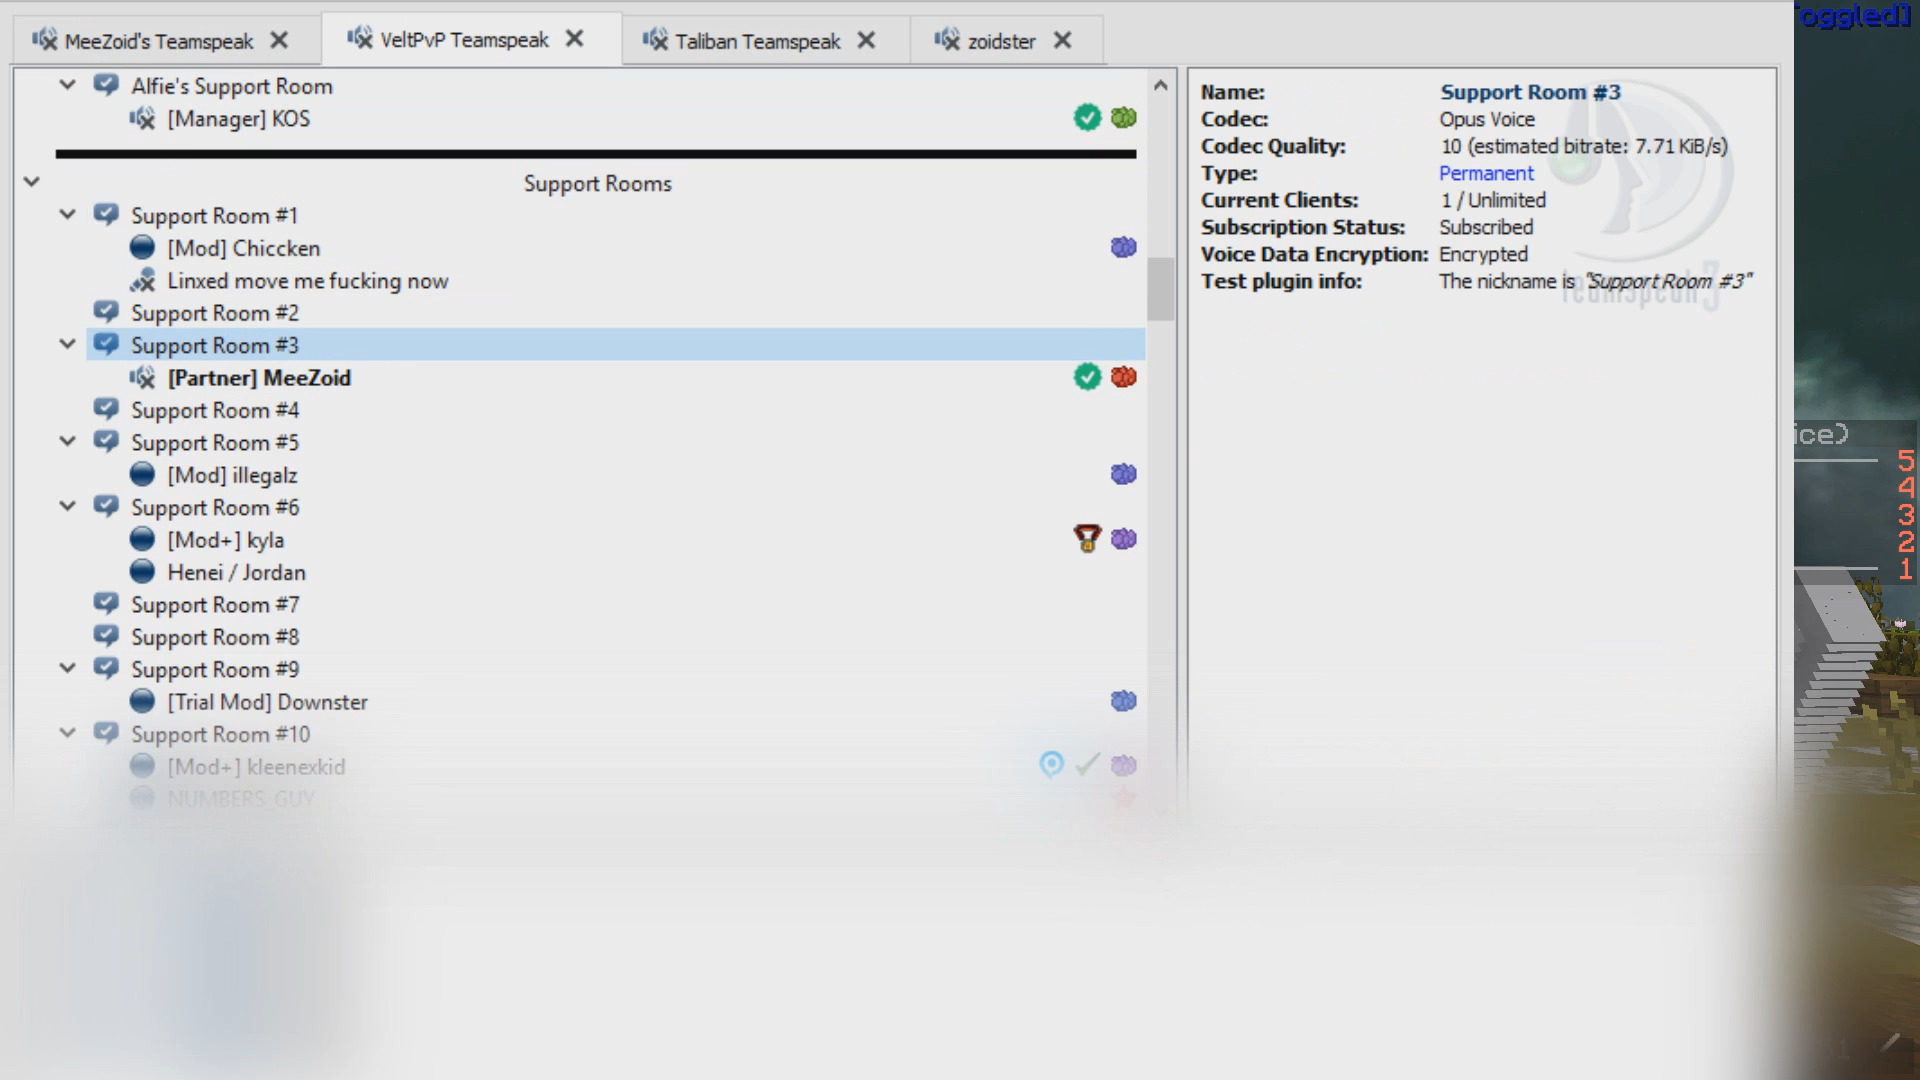 MeeZoid's Teamspeak
VeltPvP Teamspeak
Taliban Teamspeak
zoidster
Alfie's Support Room
[Manager] KOS
Support Rooms
Support Room #1
[Mod] Chiccken
Linxed move me fucking now
Support Room #2
Support Room #3
[Partner] MeeZoid
Support Room #4
Support Room #5
[Mod] illegalz
Support Room #6
[Mod+] kyla
Henei / Jordan
Support Room #7
Support Room #8
Support Room #9
[Trial Mod] Downster
Support Room #10
[Mod+] kleenexkid
NUMBERS_GUY
Name: Support Room #3
Codec: Opus Voice
Codec Quality: 10 (estimated bitrate: 7.71 KiB/s)
Type: Permanent
Current Clients: 1 / Unlimited
Subscription Status: Subscribed
Voice Data Encryption: Encrypted
Test plugin info: The nickname is "Support Room #3"
teamspeak 3
oggled]
ice)
5
4
3
2
1